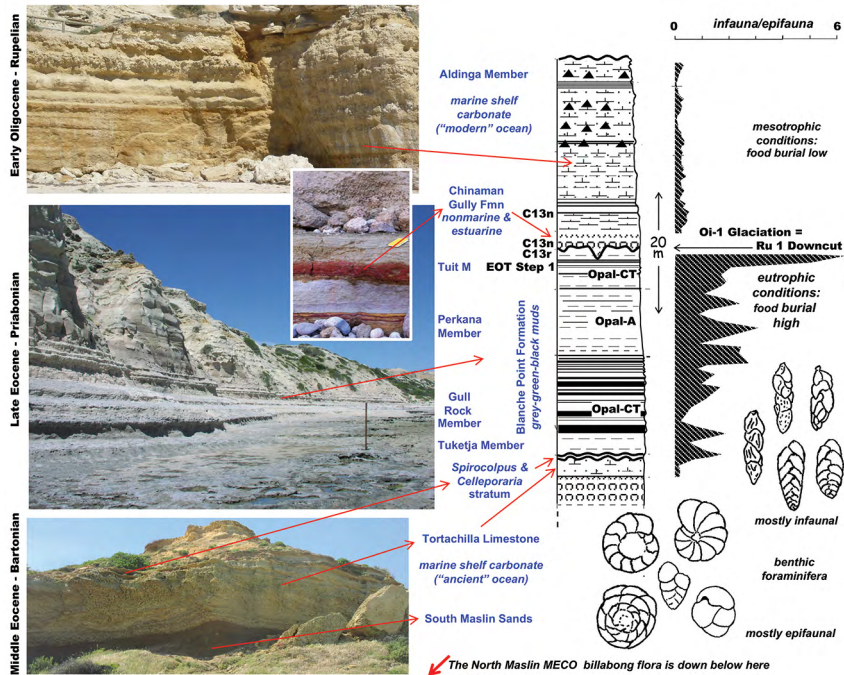 Early Oligocene - Rupelian
Late Eocene - Priabonian
Middle Eocene - Bartonian
Aldinga Member
marine shelf
carbonate
("modern" ocean)
Chinaman
Gully Fmn
nonmarine &
estuarine
Tuit M
Perkana
Member
Gull
Rock
Member
Tuketja Member
Spirocolpus &
Celleporaria
stratum
Tortachilla Limestone
marine shelf carbonate
("ancient" ocean)
South Maslin Sands
The North Maslin MECO billabong flora is down below here
Blanche Point Formation
grey-green-black muds
C13n
C13n
C13r
EOT Step 1
Opal-CT
Opal-A
Opal-CT
20
m
0
infauna/epifauna
6
mesotrophic
conditions:
food burial low
Oi-1 Glaciation =
Ru 1 Downcut
eutrophic
conditions:
food burial
high
mostly infaunal
benthic
foraminifera
mostly epifaunal